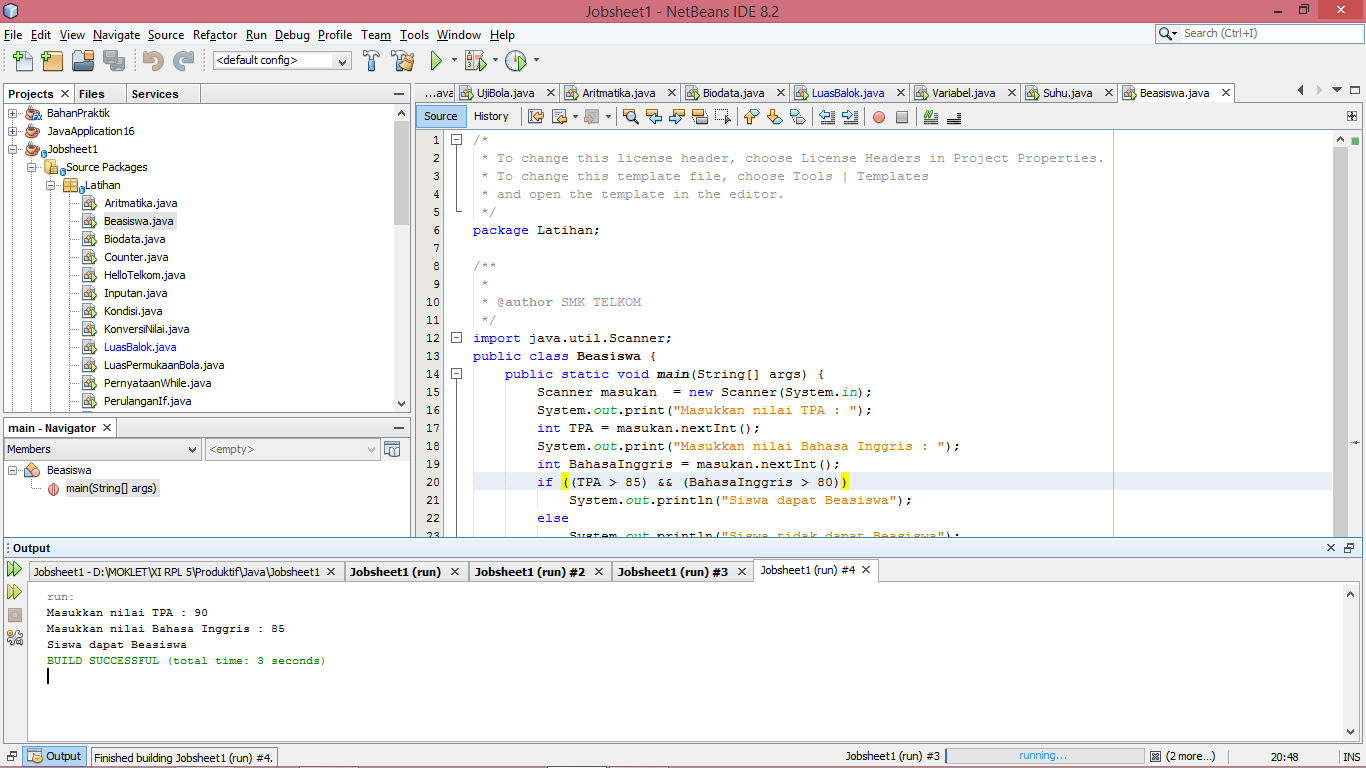 Jobsheet1 - NetBeans IDE 8.2
File Edit View Navigate Source Refactor Run Debug Profile Team Tools Window Help
Search (Ctrl+I)
<default config>
Projects Files Services
BahanPraktik
JavaApplication16
Jobsheet1
Source Packages
Latihan
Aritmatika.java
Beasiswa.java
Biodata.java
Counter.java
HelloTelkom.java
Inputan.java
Kondisi.java
KonversiNilai.java
LuasBalok.java
LuasPermukaanBola.java
PernyataanWhile.java
PerulanganIf.java
main - Navigator
Members <empty>
Beasiswa
main(String[] args)
...ava UjiBola.java Aritmatika.java Biodata.java LuasBalok.java Variabel.java Suhu.java Beasiswa.java
Source History
1 /*
2 * To change this license header, choose License Headers in Project Properties.
3 * To change this template file, choose Tools | Templates
4 * and open the template in the editor.
5 */
6 package Latihan;
7
8 /**
9 *
10 * @author SMK TELKOM
11 */
12 import java.util.Scanner;
13 public class Beasiswa {
14 public static void main(String[] args) {
15 Scanner masukan  = new Scanner(System.in);
16 System.out.print("Masukkan nilai TPA : ");
17 int TPA = masukan.nextInt();
18 System.out.print("Masukkan nilai Bahasa Inggris : ");
19 int BahasaInggris = masukan.nextInt();
20 if ((TPA > 85) && (BahasaInggris > 80))
21 System.out.println("Siswa dapat Beasiswa");
22 else
23 System.out.println("Siswa tidak dapat Beasiswa");
Output
Jobsheet1 - D:\MOKLET\XI RPL 5\Produktif\Java\Jobsheet1 Jobsheet1 (run) Jobsheet1 (run) #2 Jobsheet1 (run) #3 Jobsheet1 (run) #4
run:
Masukkan nilai TPA : 90
Masukkan nilai Bahasa Inggris : 85
Siswa dapat Beasiswa
BUILD SUCCESSFUL (total time: 3 seconds)
Output Finished building Jobsheet1 (run) #4. Jobsheet1 (run) #3 running... (2 more...) 20:48 INS